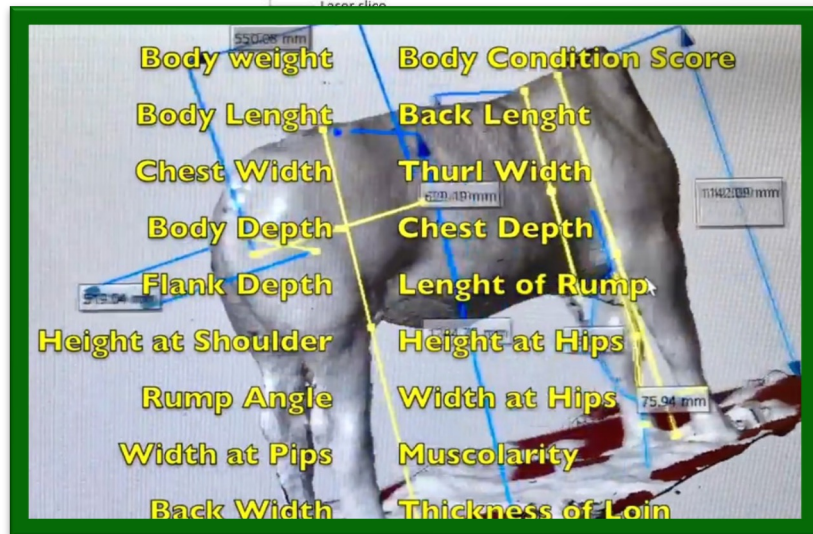 Laser slice
550.08 mm
Body weight
Body Condition Score
Body Lenght
Back Lenght
Chest Width
Thurl Width
Body Depth
Chest Depth
Flank Depth
Lenght of Rump
Height at Shoulder
Height at Hips
Rump Angle
Width at Hips
75.94 mm
Width at Pips
Muscolarity
Back Width
Thickness of Loin